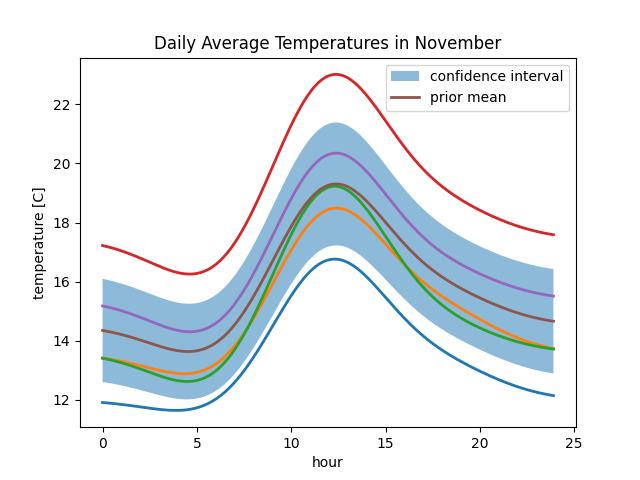 Daily Average Temperatures in November
confidence interval
prior mean
temperature [C]
22
20
18
16
14
12
0 5 10 15 20 25
hour